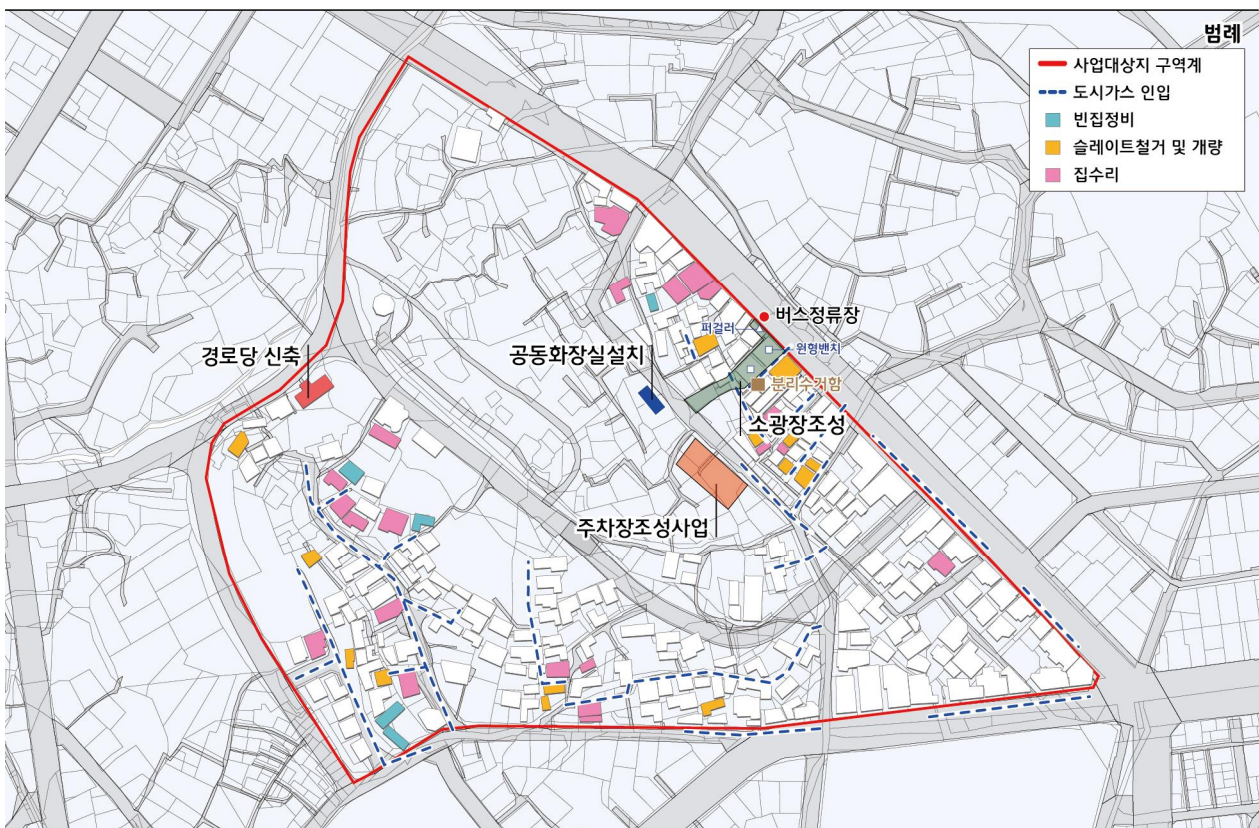 범례
사업대상지 구역계
도시가스 인입
빈집정비
슬레이트철거 및 개량
집수리
버스정류장
퍼걸러
원형벤치
경로당 신축
공동화장실설치
분리수거함
소광장조성
주차장조성사업